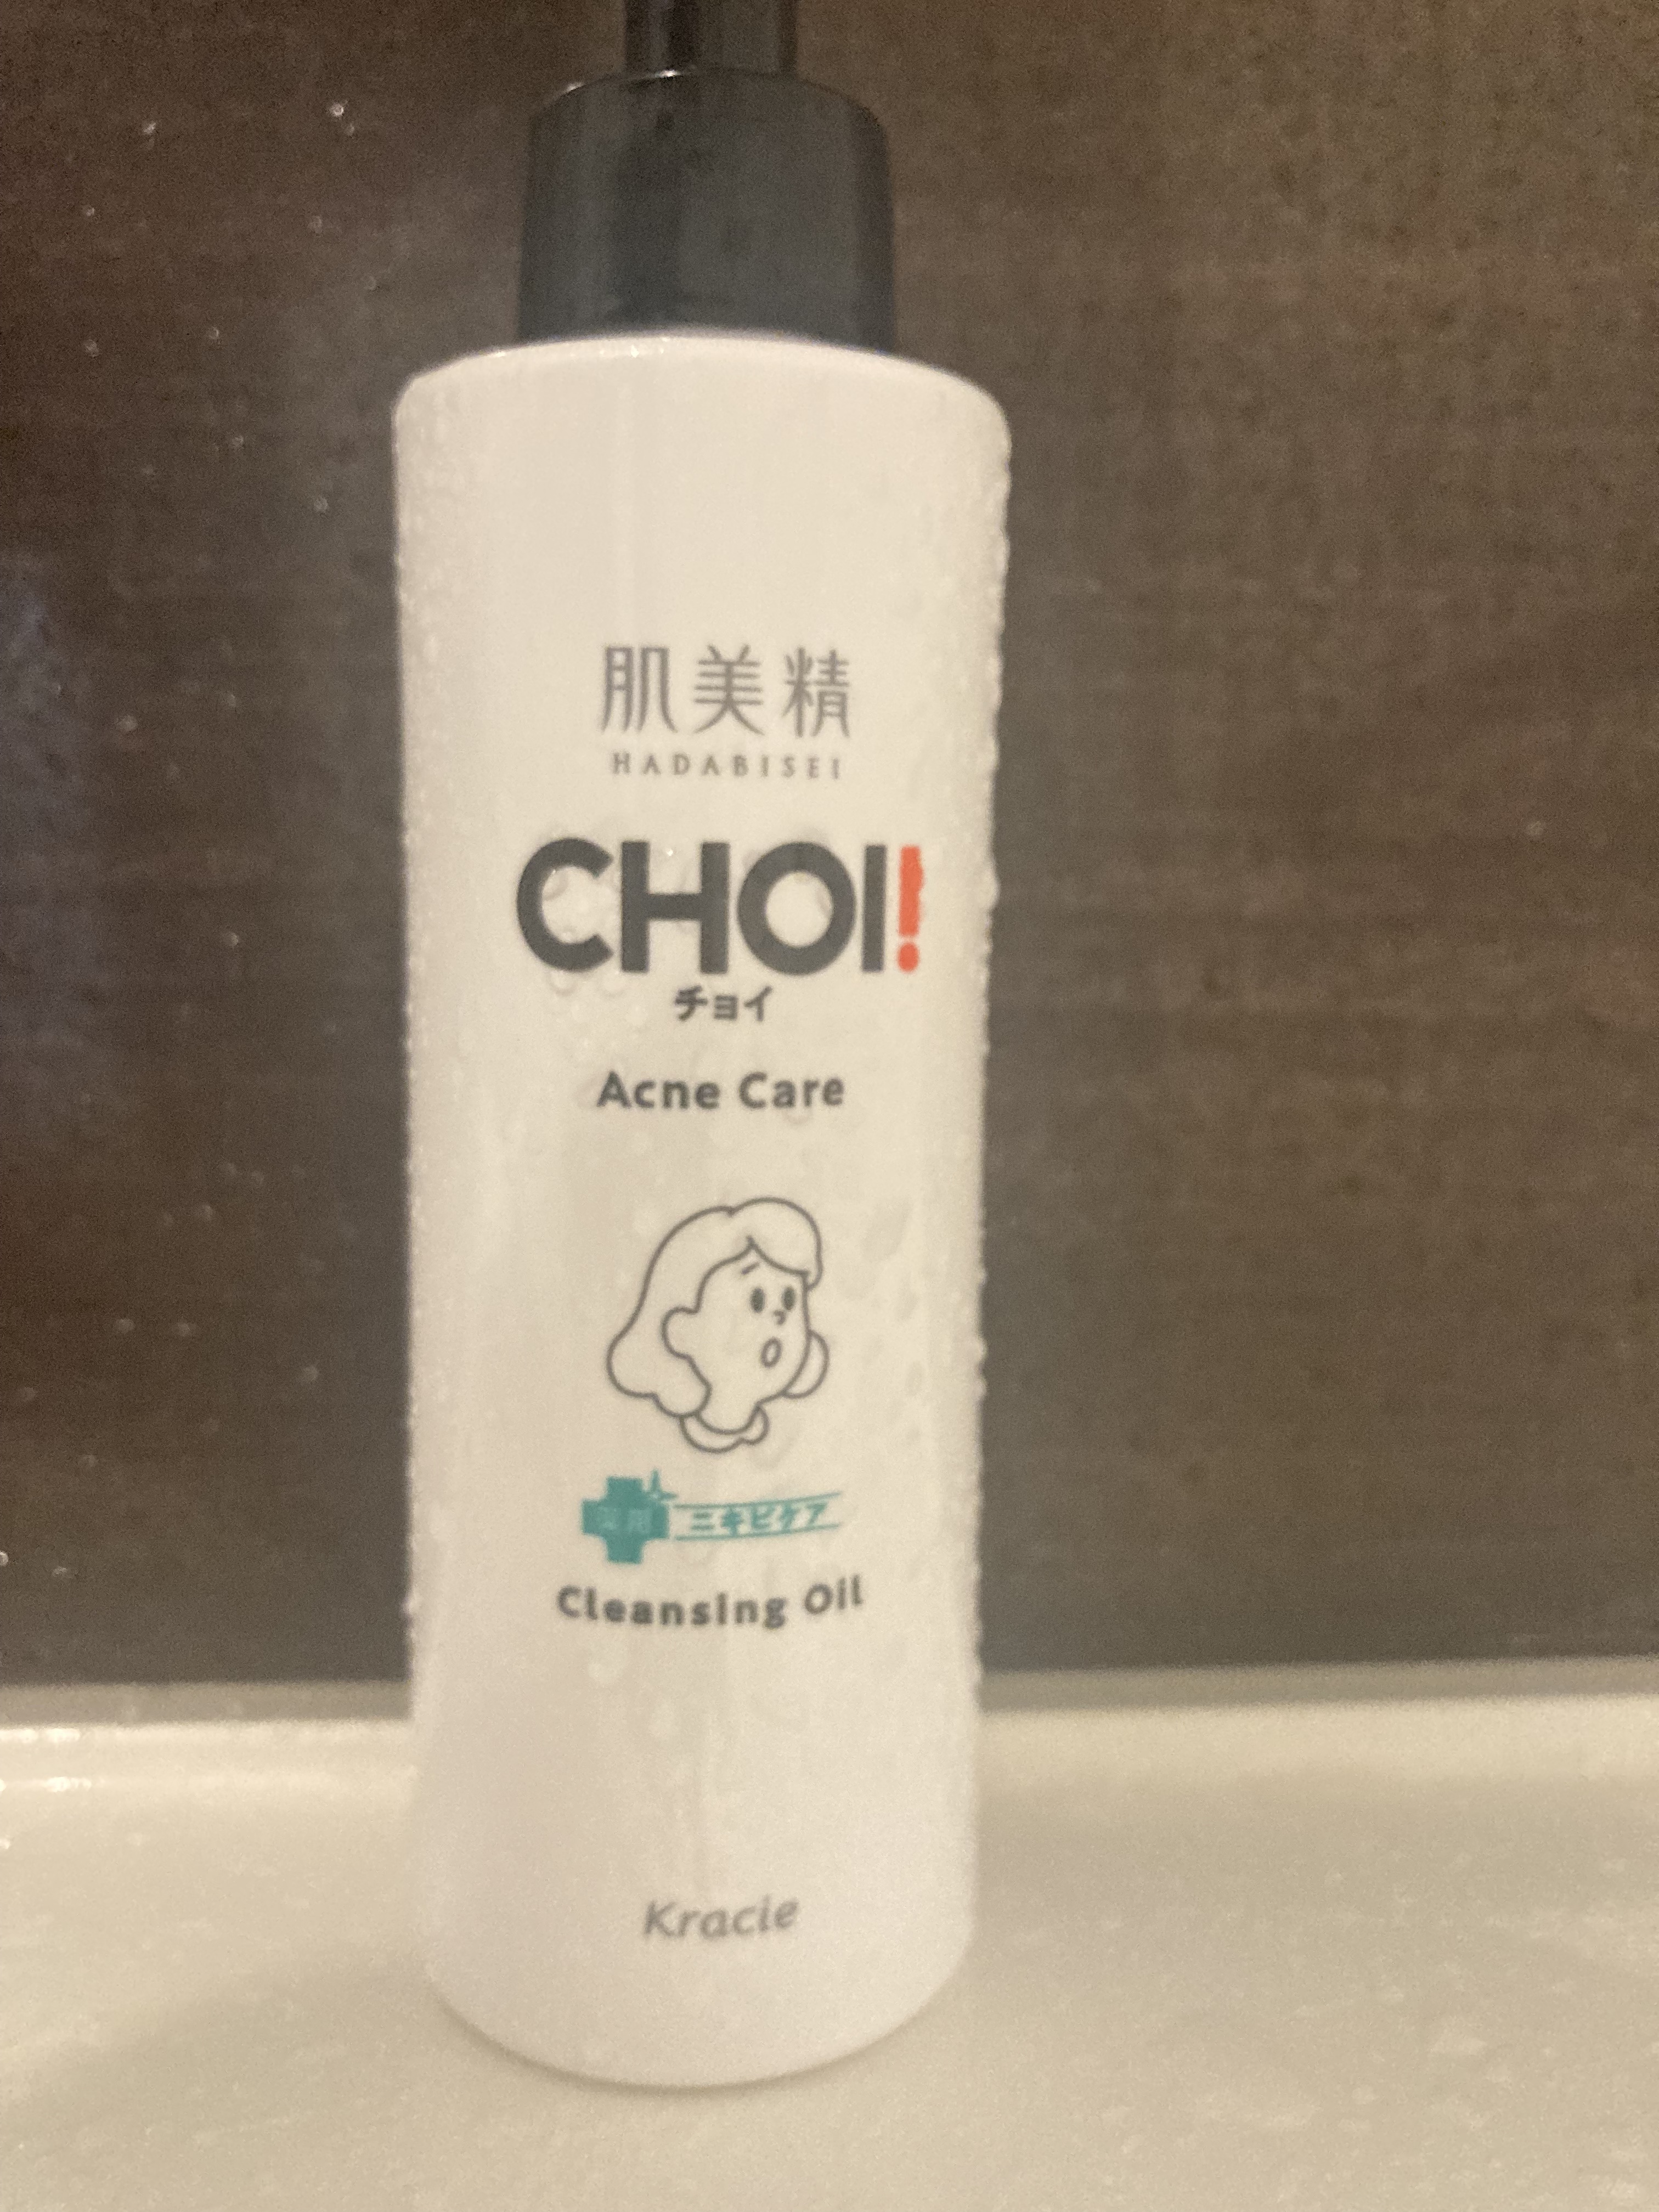 肌美精
HADABISEI
CHOI!
チョイ
Acne Care
薬用 ニキビケア
Cleansing Oil
Kracie